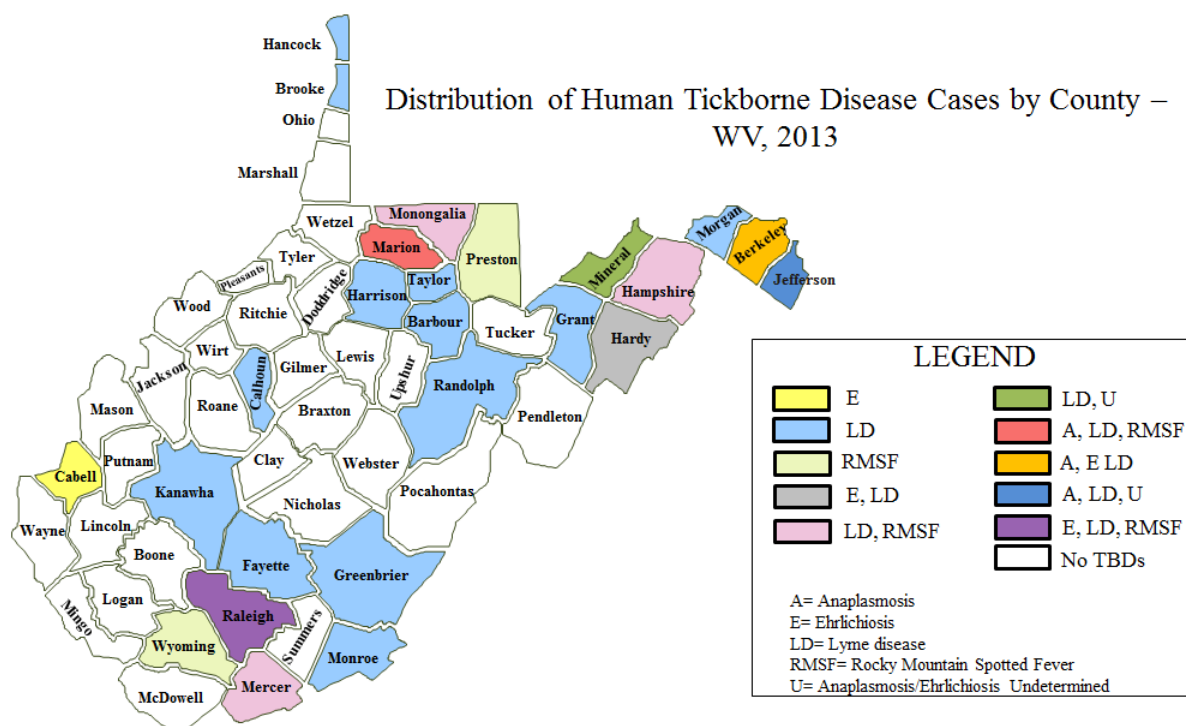 Distribution of Human Tickborne Disease Cases by County –
WV, 2013
Hancock
Brooke
Ohio
Marshall
Wetzel
Monongalia
Marion
Preston
Tyler
Pleasants
Doddridge
Harrison
Taylor
Mineral
Hampshire
Morgan
Berkeley
Jefferson
Wood
Ritchie
Barbour
Tucker
Grant
Hardy
Wirt
Jackson
Calhoun
Gilmer
Lewis
Upshur
Randolph
Roane
Mason
Braxton
Pendleton
Putnam
Clay
Webster
Cabell
Kanawha
Nicholas
Pocahontas
Wayne
Lincoln
Boone
Fayette
Greenbrier
Logan
Mingo
Raleigh
Summers
Wyoming
Monroe
McDowell
Mercer
LEGEND
E
LD
RMSF
E, LD
LD, RMSF
LD, U
A, LD, RMSF
A, E LD
A, LD, U
E, LD, RMSF
No TBDs
A= Anaplasmosis
E= Ehrlichiosis
LD= Lyme disease
RMSF= Rocky Mountain Spotted Fever
U= Anaplasmosis/Ehrlichiosis Undetermined